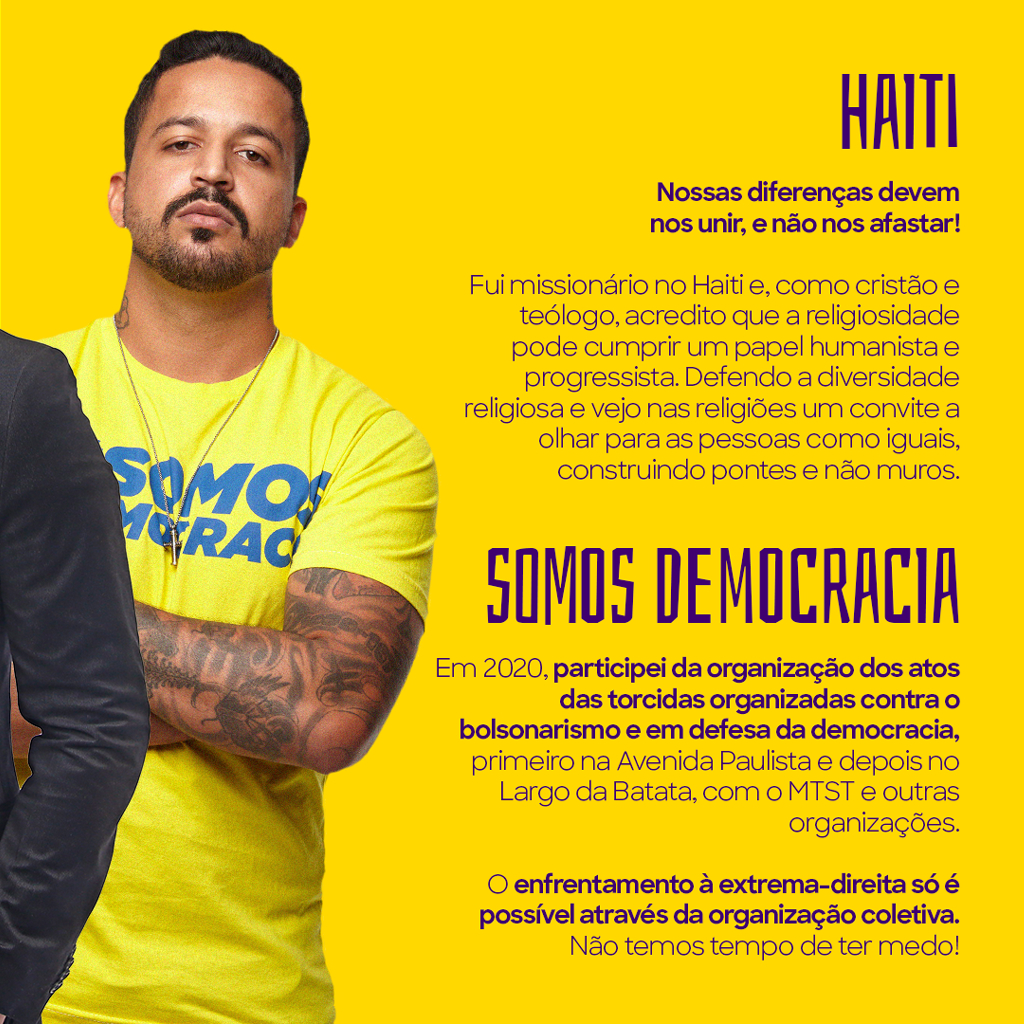 HAITI
Nossas diferenças devem
nos unir, e não nos afastar!
Fui missionário no Haiti e, como cristão e
teólogo, acredito que a religiosidade
pode cumprir um papel humanista e
progressista. Defendo a diversidade
religiosa e vejo nas religiões um convite a
olhar para as pessoas como iguais,
construindo pontes e não muros.
SOMOS
MOCRAC
SOMOS DEMOCRACIA
Em 2020, participei da organização dos atos
das torcidas organizadas contra o
bolsonarismo e em defesa da democracia,
primeiro na Avenida Paulista e depois no
Largo da Batata, com o MTST e outras
organizações.
O enfrentamento à extrema-direita só é
possível através da organização coletiva.
Não temos tempo de ter medo!